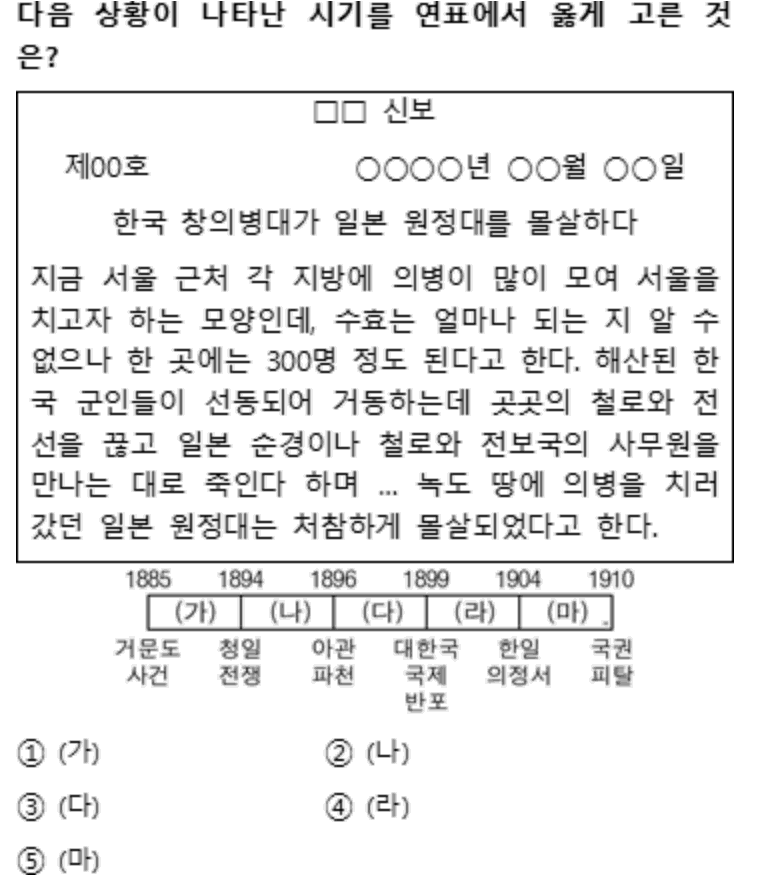 다음 상황이 나타난 시기를 연표에서 옳게 고른 것
은?
□□ 신보
제00호 ○○○○년 ○○월 ○○일
한국 창의병대가 일본 원정대를 몰살하다
지금 서울 근처 각 지방에 의병이 많이 모여 서울을
치고자 하는 모양인데, 수효는 얼마나 되는 지 알 수
없으나 한 곳에는 300명 정도 된다고 한다. 해산된 한
국 군인들이 선동되어 거동하는데 곳곳의 철로와 전
선을 끊고 일본 순경이나 철로와 전보국의 사무원을
만나는 대로 죽인다 하며 ... 녹도 땅에 의병을 치러
갔던 일본 원정대는 처참하게 몰살되었다고 한다.
1885 1894 1896 1899 1904 1910
(가) (나) (다) (라) (마)
거문도 청일 아관 대한국 한일 국권
사건 전쟁 파천 국제 의정서 피탈
반포
① (가) ② (나)
③ (다) ④ (라)
⑤ (마)